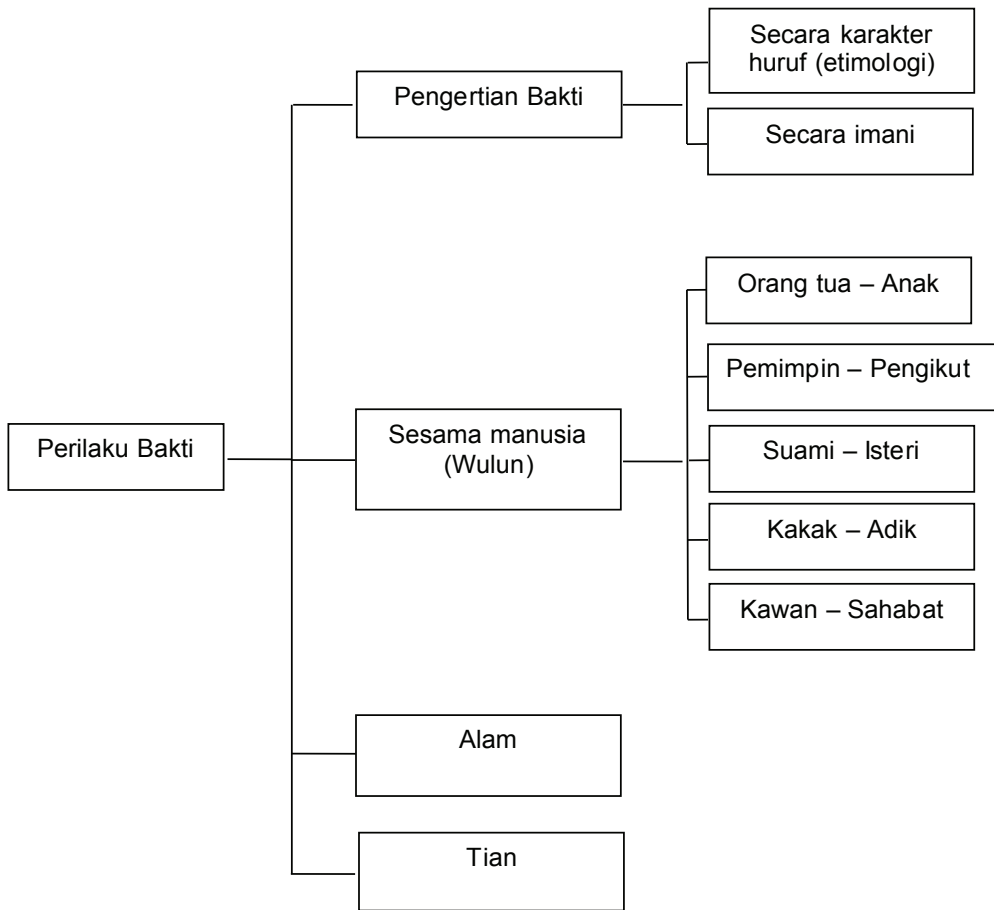 Perilaku Bakti
Pengertian Bakti
Secara karakter
huruf (etimologi)
Secara imani
Sesama manusia
(Wulun)
Orang tua – Anak
Pemimpin – Pengikut
Suami – Isteri
Kakak – Adik
Kawan – Sahabat
Alam
Tian